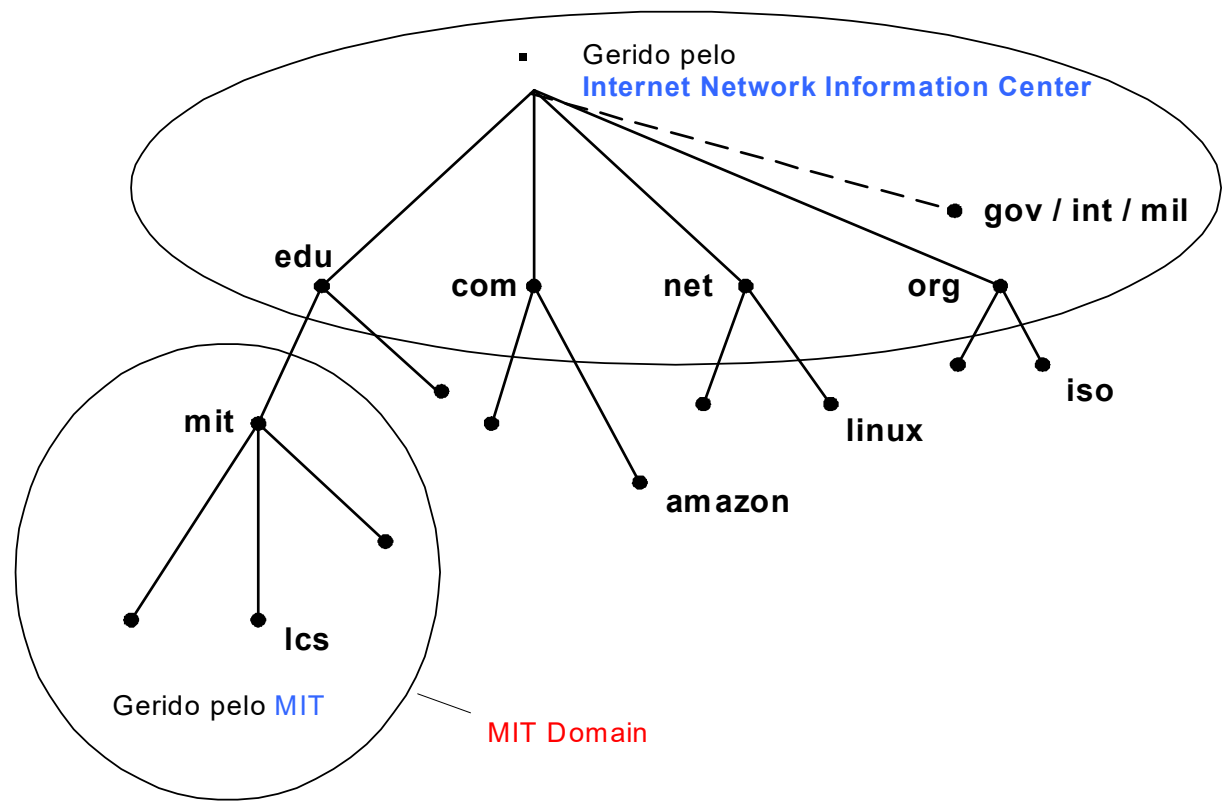 Gerido pelo
Internet Network Information Center
gov / int / mil
edu
com
net
org
iso
mit
linux
amazon
lcs
Gerido pelo MIT
MIT Domain